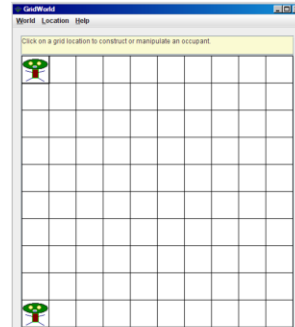 GridWorld
World Location Help
Click on a grid location to construct or manipulate an occupant.